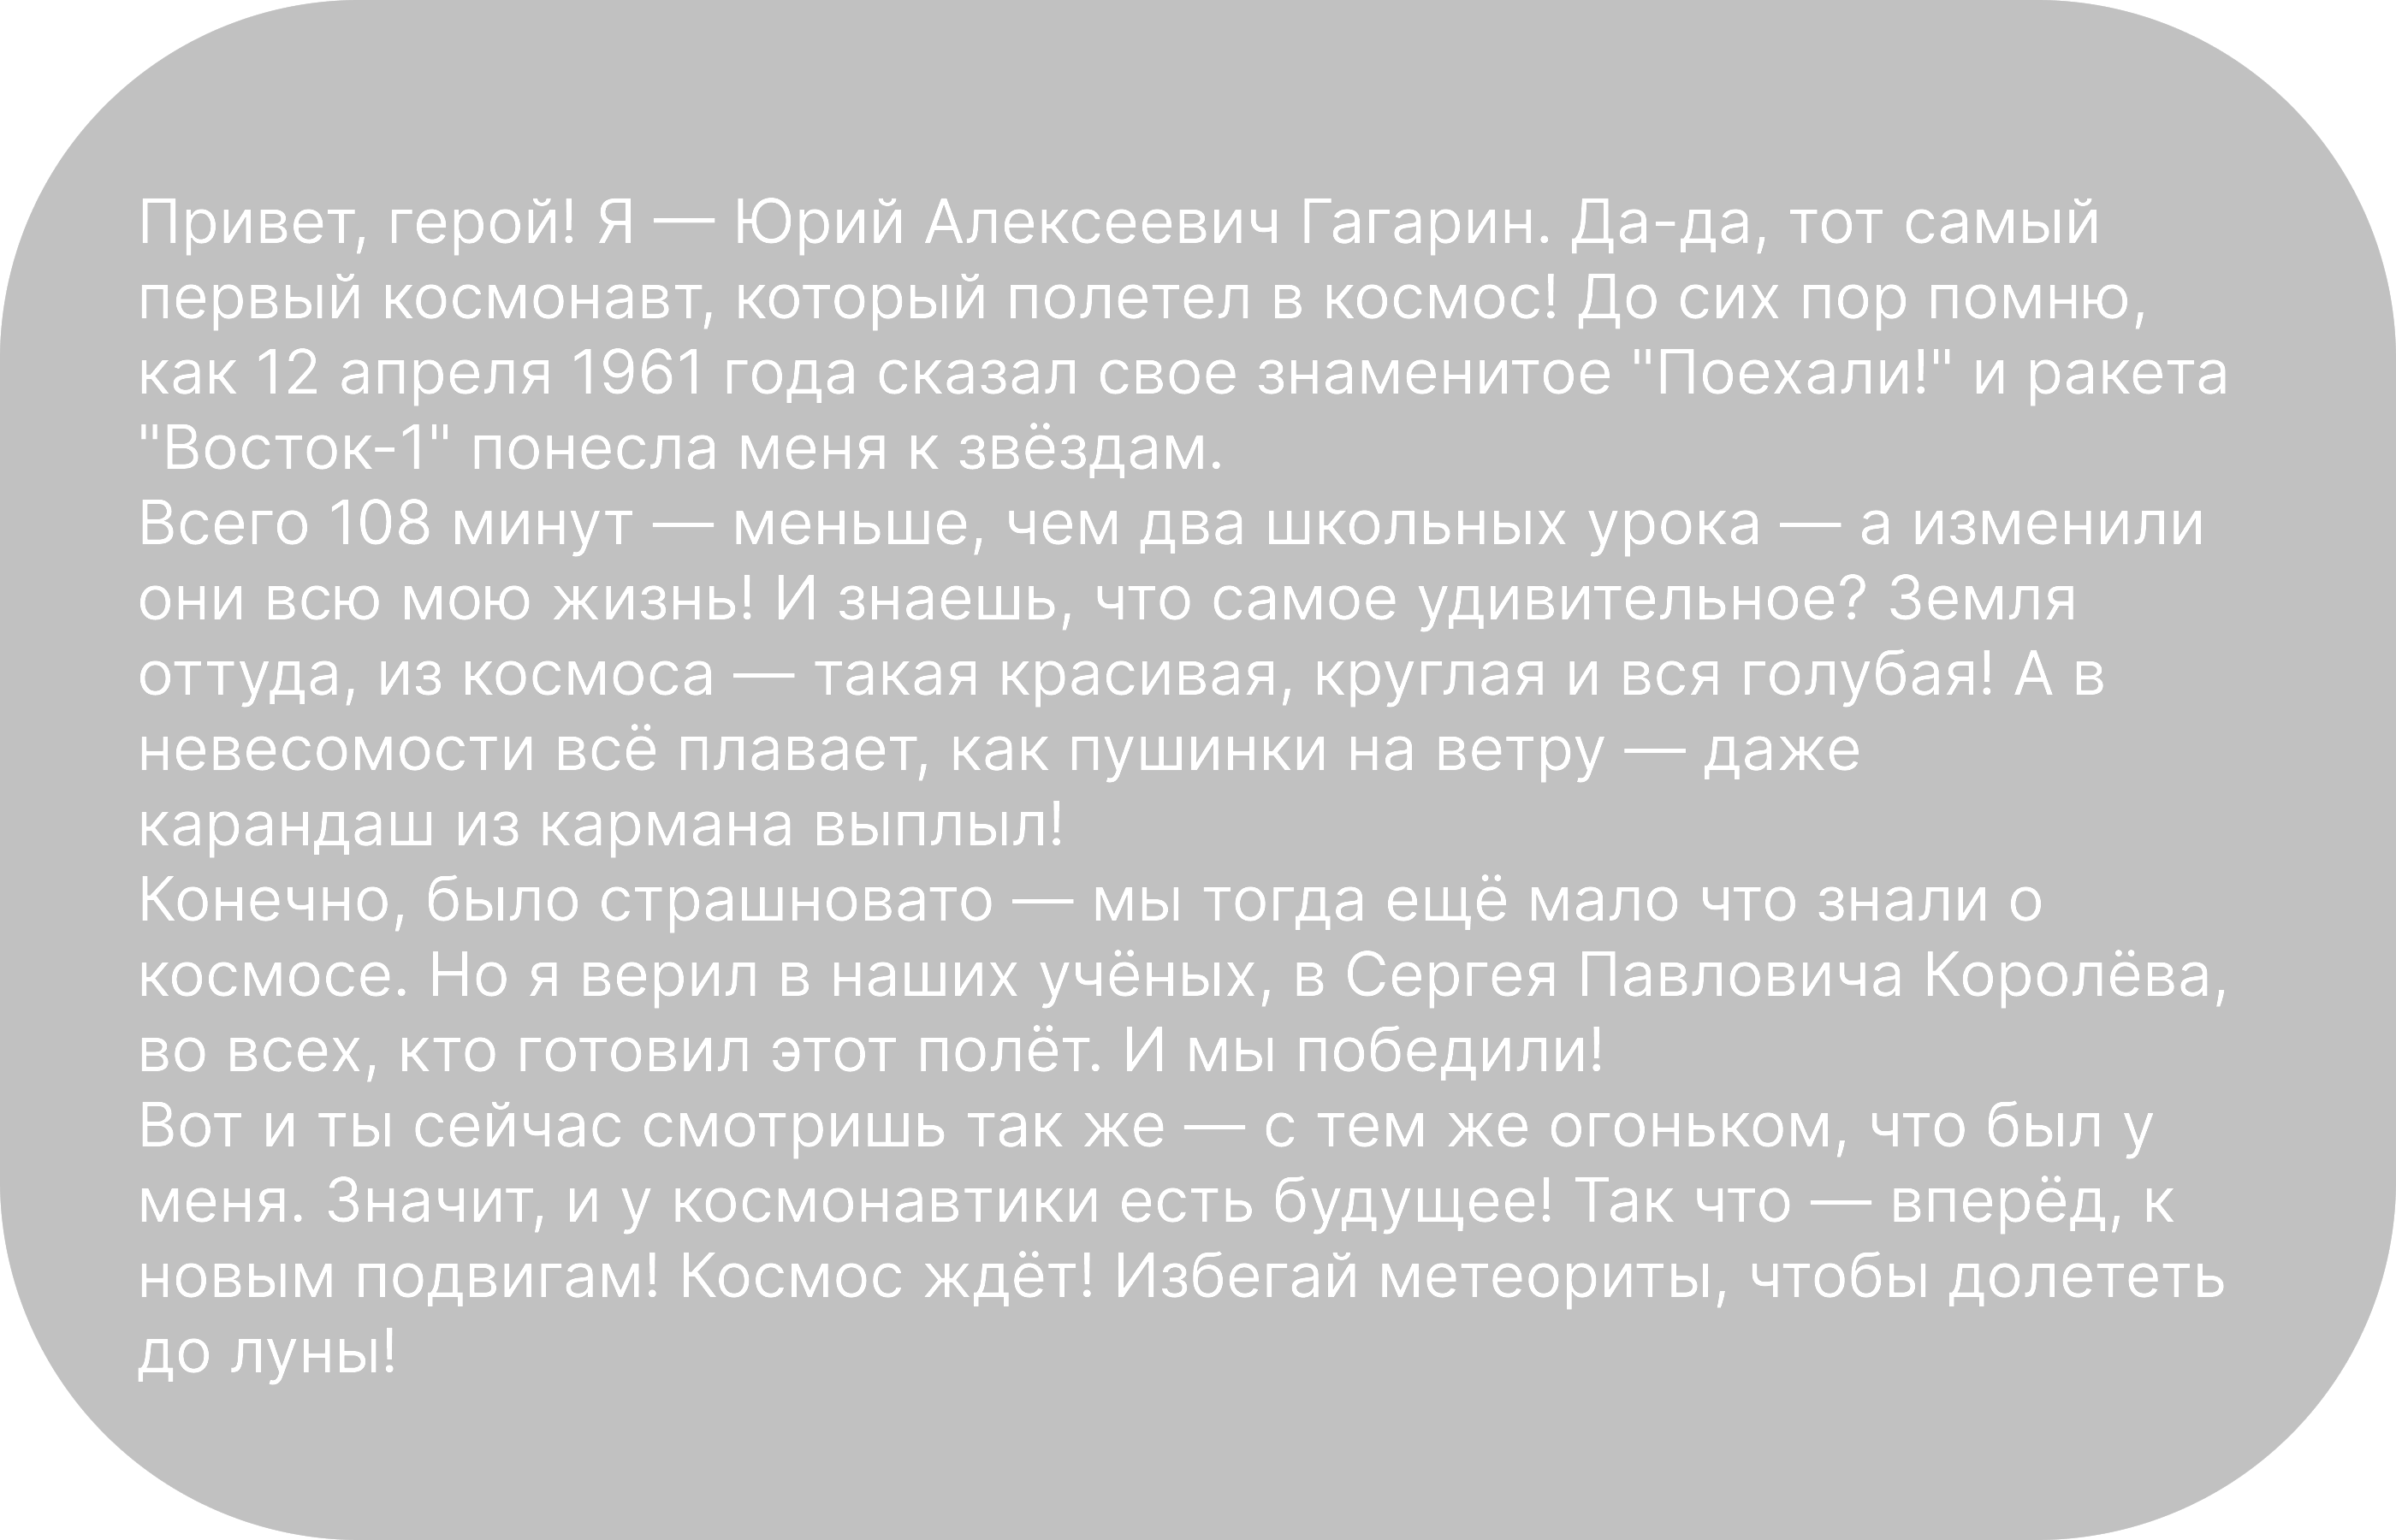 Привет, герой! Я — Юрий Алексеевич Гагарин. Да-да, тот самый
первый космонавт, который полетел в космос! До сих пор помню,
как 12 апреля 1961 года сказал свое знаменитое "Поехали!" и ракета
"Восток-1" понесла меня к звёздам.
Всего 108 минут — меньше, чем два школьных урока — а изменили
они всю мою жизнь! И знаешь, что самое удивительное? Земля
оттуда, из космоса — такая красивая, круглая и вся голубая! А в
невесомости всё плавает, как пушинки на ветру — даже
карандаш из кармана выплыл!
Конечно, было страшновато — мы тогда ещё мало что знали о
космосе. Но я верил в наших учёных, в Сергея Павловича Королёва,
во всех, кто готовил этот полёт. И мы победили!
Вот и ты сейчас смотришь так же — с тем же огоньком, что был у
меня. Значит, и у космонавтики есть будущее! Так что — вперёд, к
новым подвигам! Космос ждёт! Избегай метеориты, чтобы долететь
до луны!